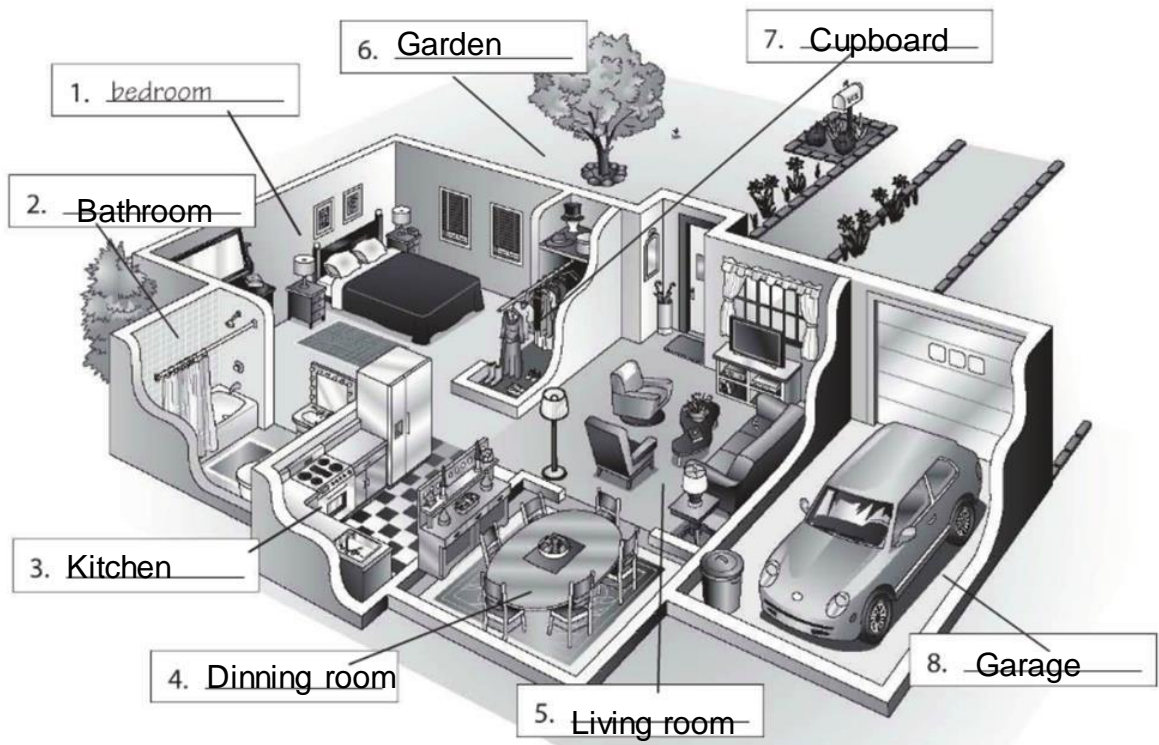 1. bedroom
2. Bathroom
3. Kitchen
4. Dinning room
5. Living room
6. Garden
7. Cupboard
8. Garage